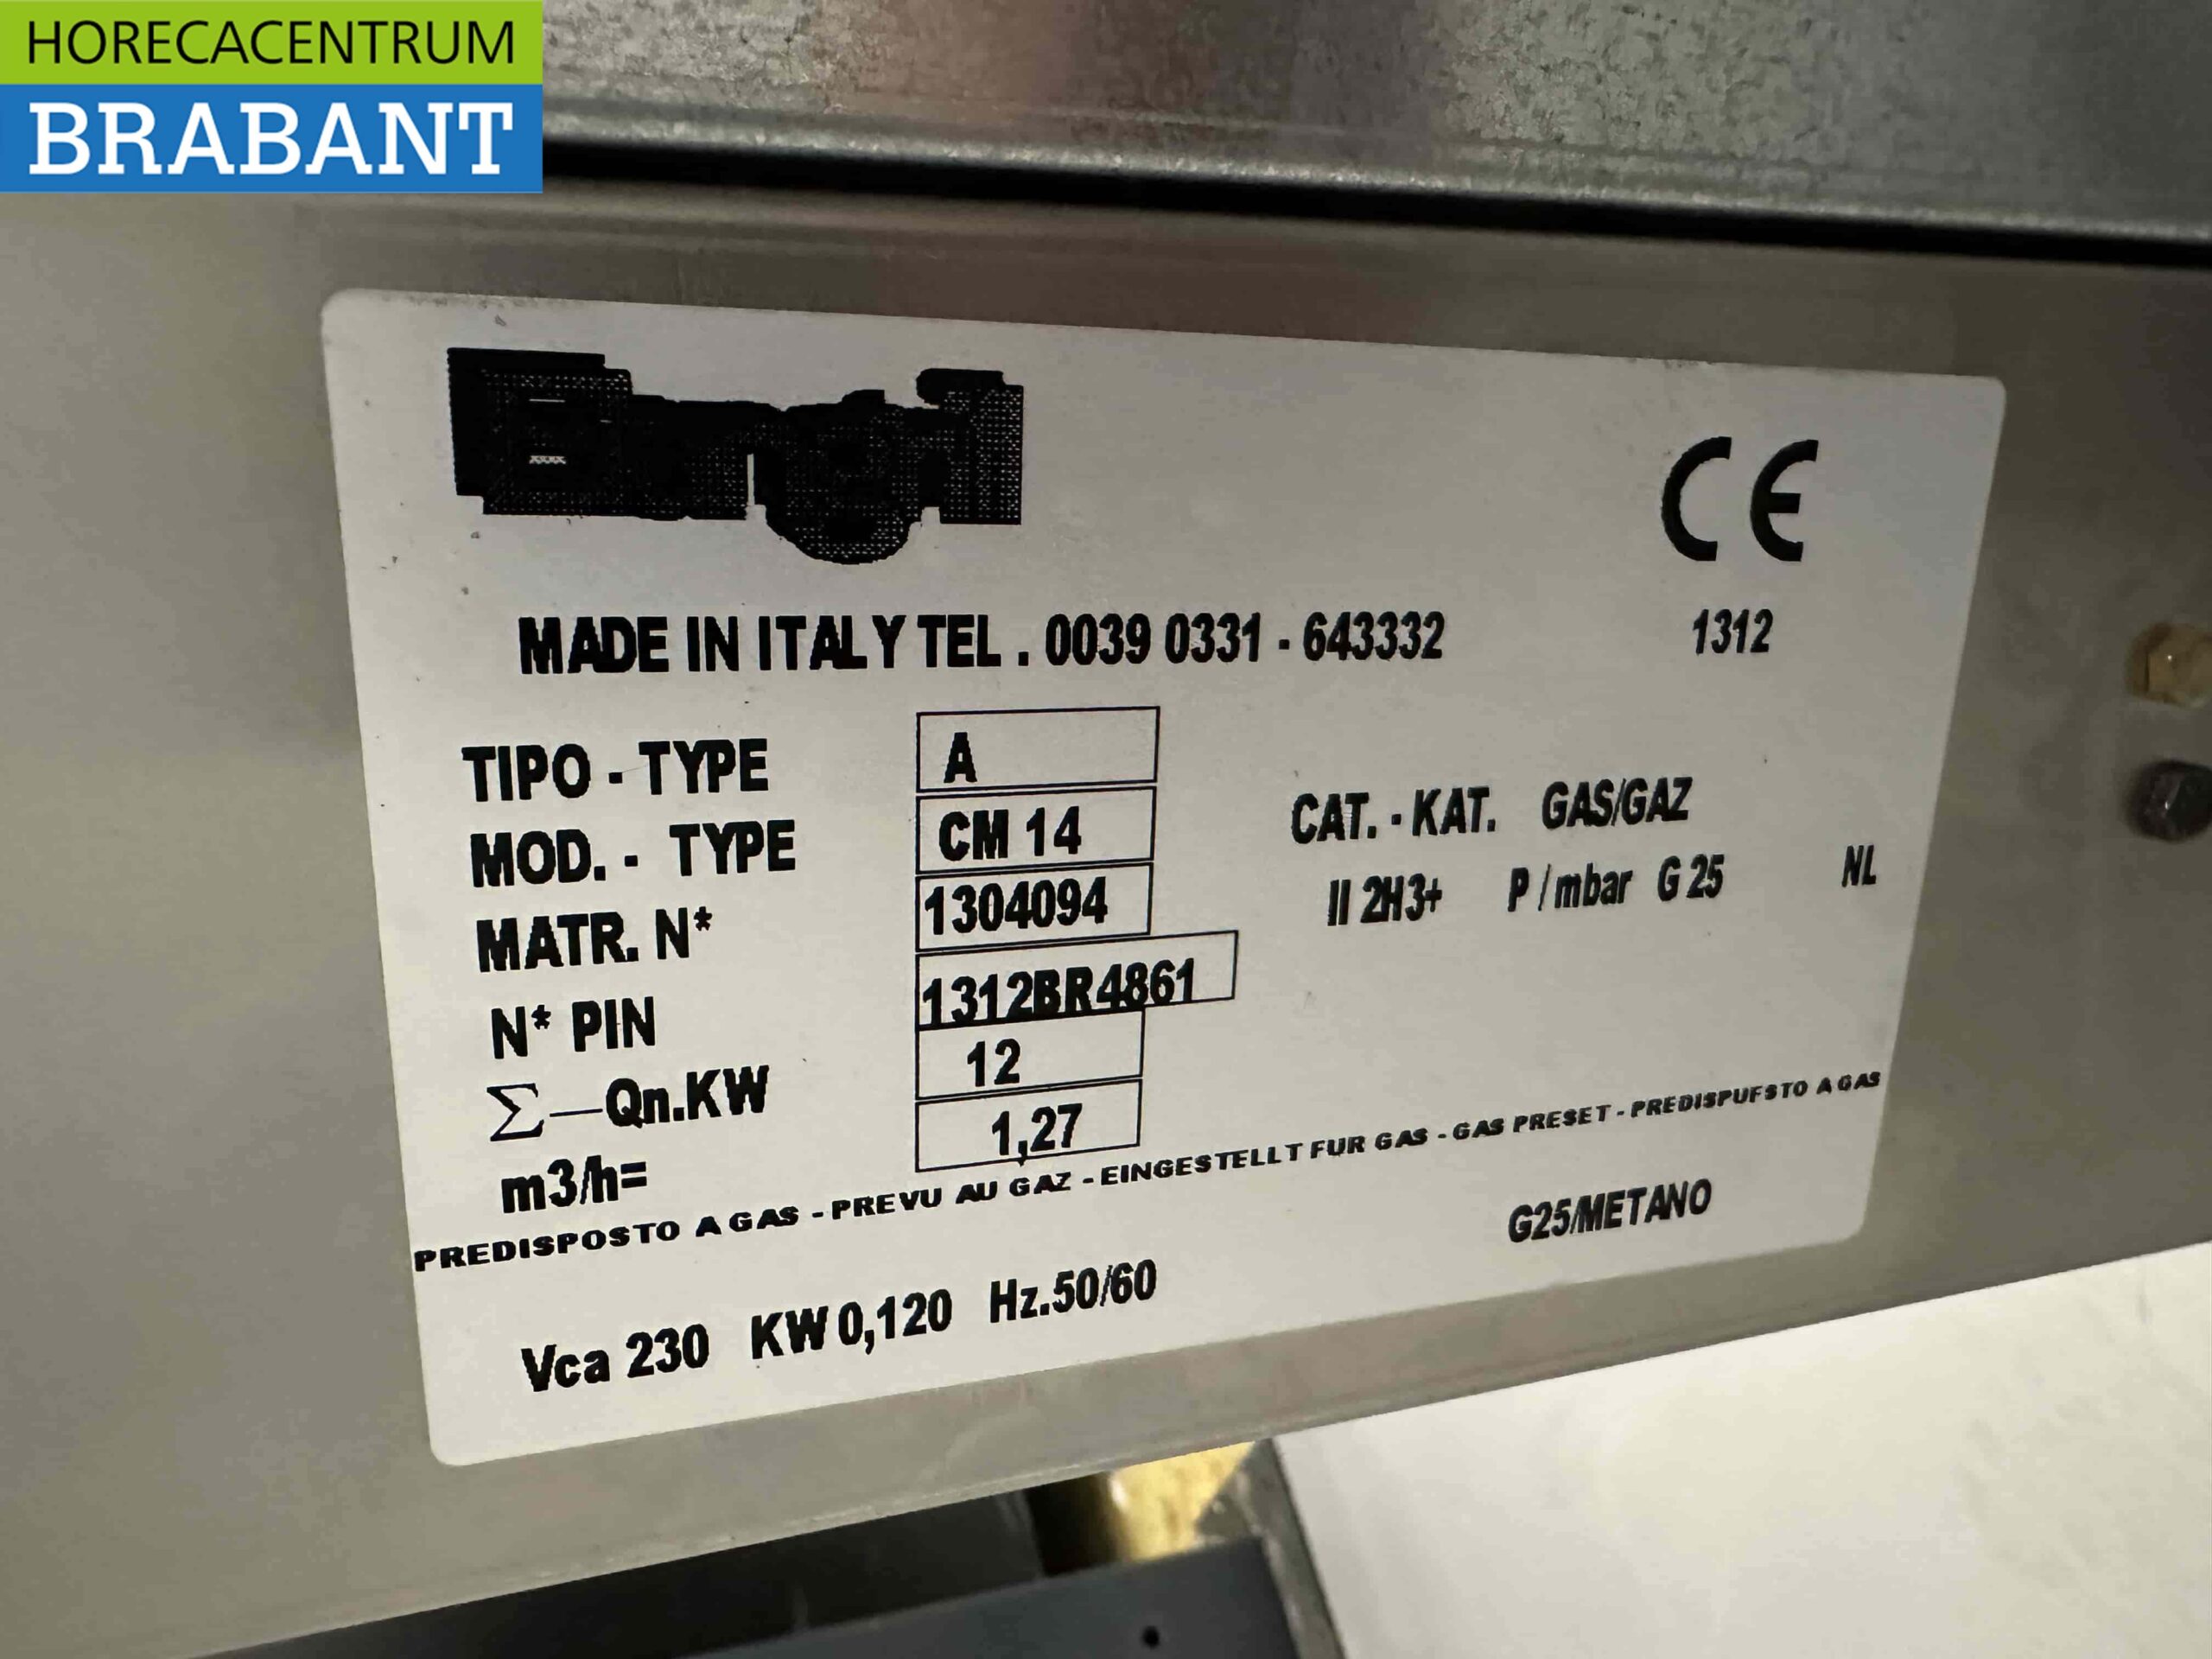 HORECACENTRUM
BRABANT
MADE IN ITALY TEL . 0039 0331 - 643332
1312
TIPO - TYPE A
MOD. - TYPE CM 14
MATR. N* 1304094
N* PIN 1312BR4861
∑—Qn.KW 12
m3/h= 1,27
CE
CAT. - KAT. GAS/GAZ
II 2H3+ P / mbar G 25 NL
PREDISPOSTO A GAS - PREVU AU GAZ - EINGESTELLT FUR GAS - GAS PRESET - PREDISPUFSTO A GAS
G25/METANO
Vca 230 KW 0,120 Hz.50/60